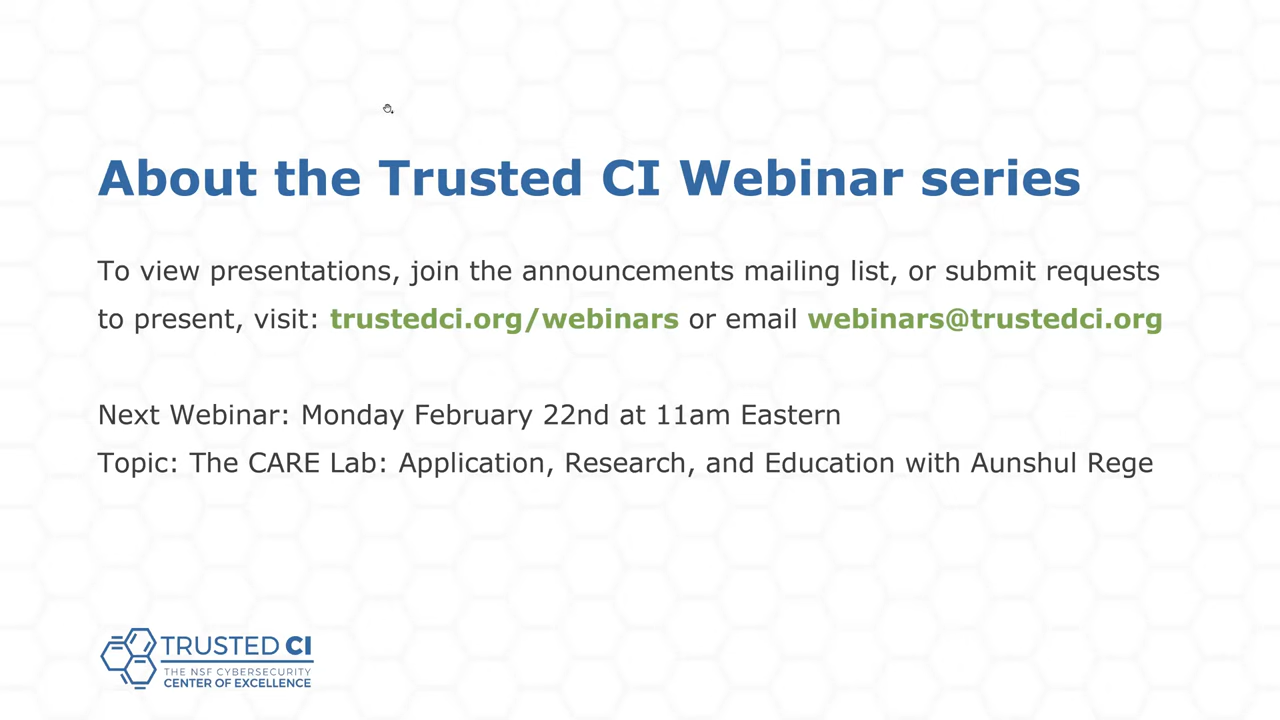 About the Trusted CI Webinar series
To view presentations, join the announcements mailing list, or submit requests
to present, visit: trustedci.org/webinars or email webinars@trustedci.org
Next Webinar: Monday February 22nd at 11am Eastern
Topic: The CARE Lab: Application, Research, and Education with Aunshul Rege
TRUSTED CI
THE NSF CYBERSECURITY
CENTER OF EXCELLENCE